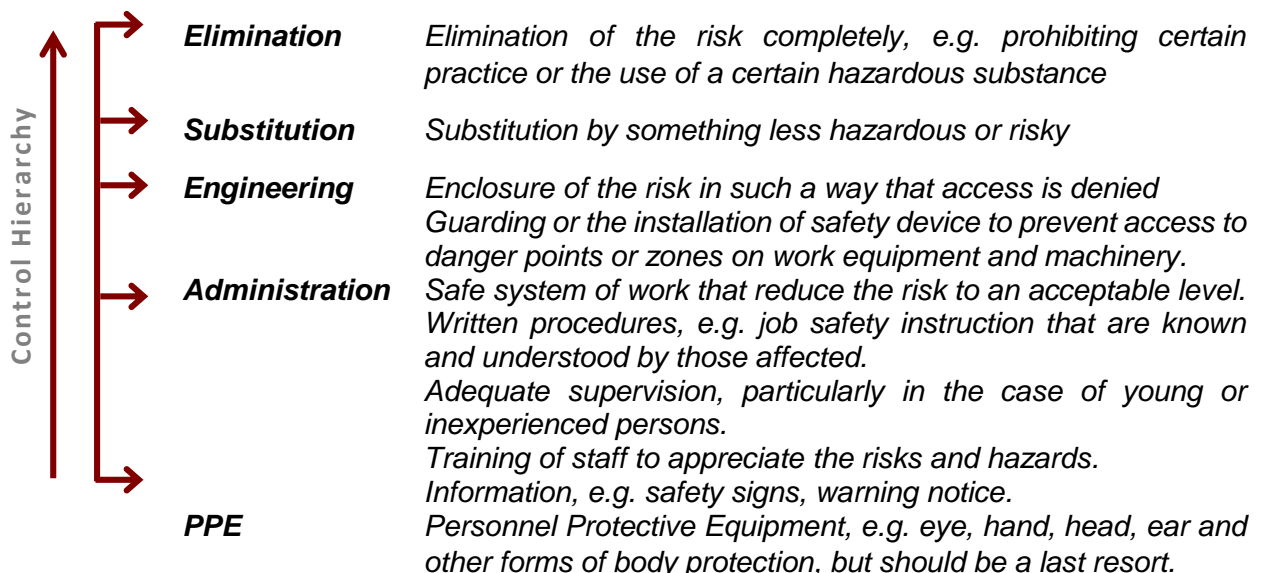 Control Hierarchy
Elimination Elimination of the risk completely, e.g. prohibiting certain
practice or the use of a certain hazardous substance
Substitution Substitution by something less hazardous or risky
Engineering Enclosure of the risk in such a way that access is denied
Guarding or the installation of safety device to prevent access to
danger points or zones on work equipment and machinery.
Administration Safe system of work that reduce the risk to an acceptable level.
Written procedures, e.g. job safety instruction that are known
and understood by those affected.
Adequate supervision, particularly in the case of young or
inexperienced persons.
Training of staff to appreciate the risks and hazards.
Information, e.g. safety signs, warning notice.
PPE Personnel Protective Equipment, e.g. eye, hand, head, ear and
other forms of body protection, but should be a last resort.